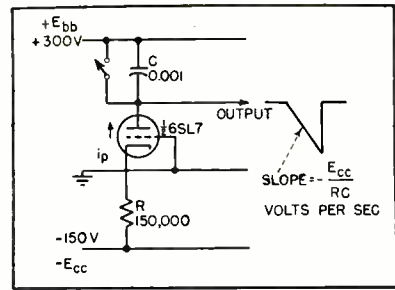 +Ebb
+300V
C
0.001
½6SL7
OUTPUT
ip
SLOPE=-Ecc/RC
VOLTS PER SEC
R
150,000
-150V
-Ecc